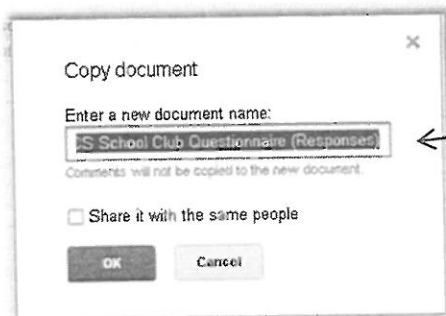 ×
Copy document
Enter a new document name:
CS School Club Questionnaire (Responses)
Comments will not be copied to the new document.
Share it with the same people
OK
Cancel